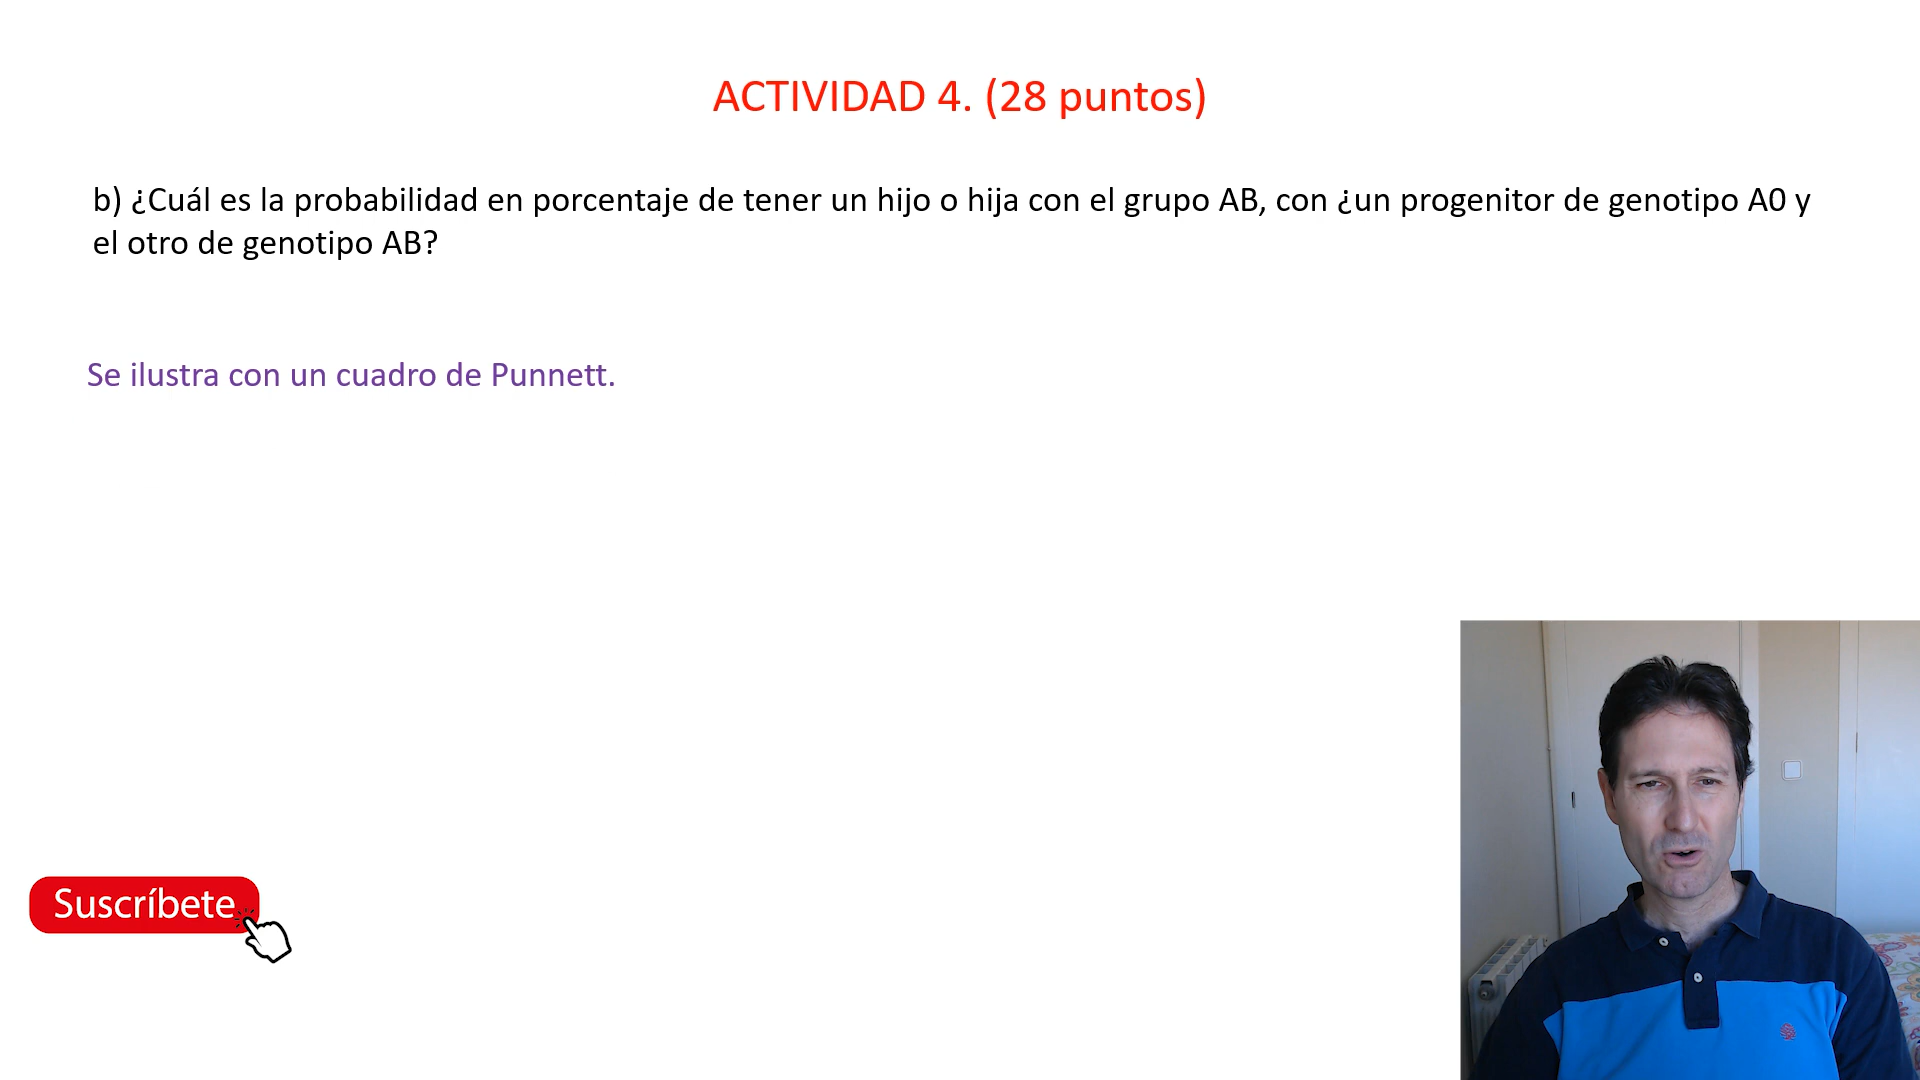 ACTIVIDAD 4. (28 puntos)
b) ¿Cuál es la probabilidad en porcentaje de tener un hijo o hija con el grupo AB, con ¿un progenitor de genotipo A0 y
el otro de genotipo AB?
Se ilustra con un cuadro de Punnett.
Suscríbete